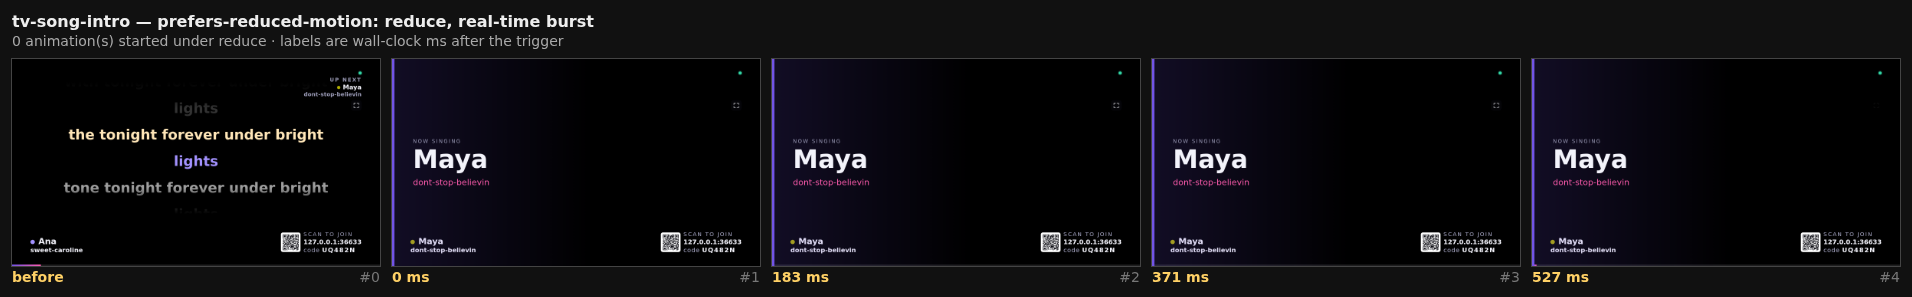 tv-song-intro — prefers-reduced-motion: reduce, real-time burst
0 animation(s) started under reduce · labels are wall-clock ms after the trigger
UP NEXT
Maya
dont-stop-believin
lights
the tonight forever under bright
lights
tone tonight forever under bright
lights
Ana
sweet-caroline
SCAN TO JOIN
127.0.0.1:36633
code UQ482N
before #0
NOW SINGING
Maya
dont-stop-believin
Maya
dont-stop-believin
SCAN TO JOIN
127.0.0.1:36633
code UQ482N
0 ms #1
NOW SINGING
Maya
dont-stop-believin
Maya
dont-stop-believin
SCAN TO JOIN
127.0.0.1:36633
code UQ482N
183 ms #2
NOW SINGING
Maya
dont-stop-believin
Maya
dont-stop-believin
SCAN TO JOIN
127.0.0.1:36633
code UQ482N
371 ms #3
NOW SINGING
Maya
dont-stop-believin
Maya
dont-stop-believin
SCAN TO JOIN
127.0.0.1:36633
code UQ482N
527 ms #4